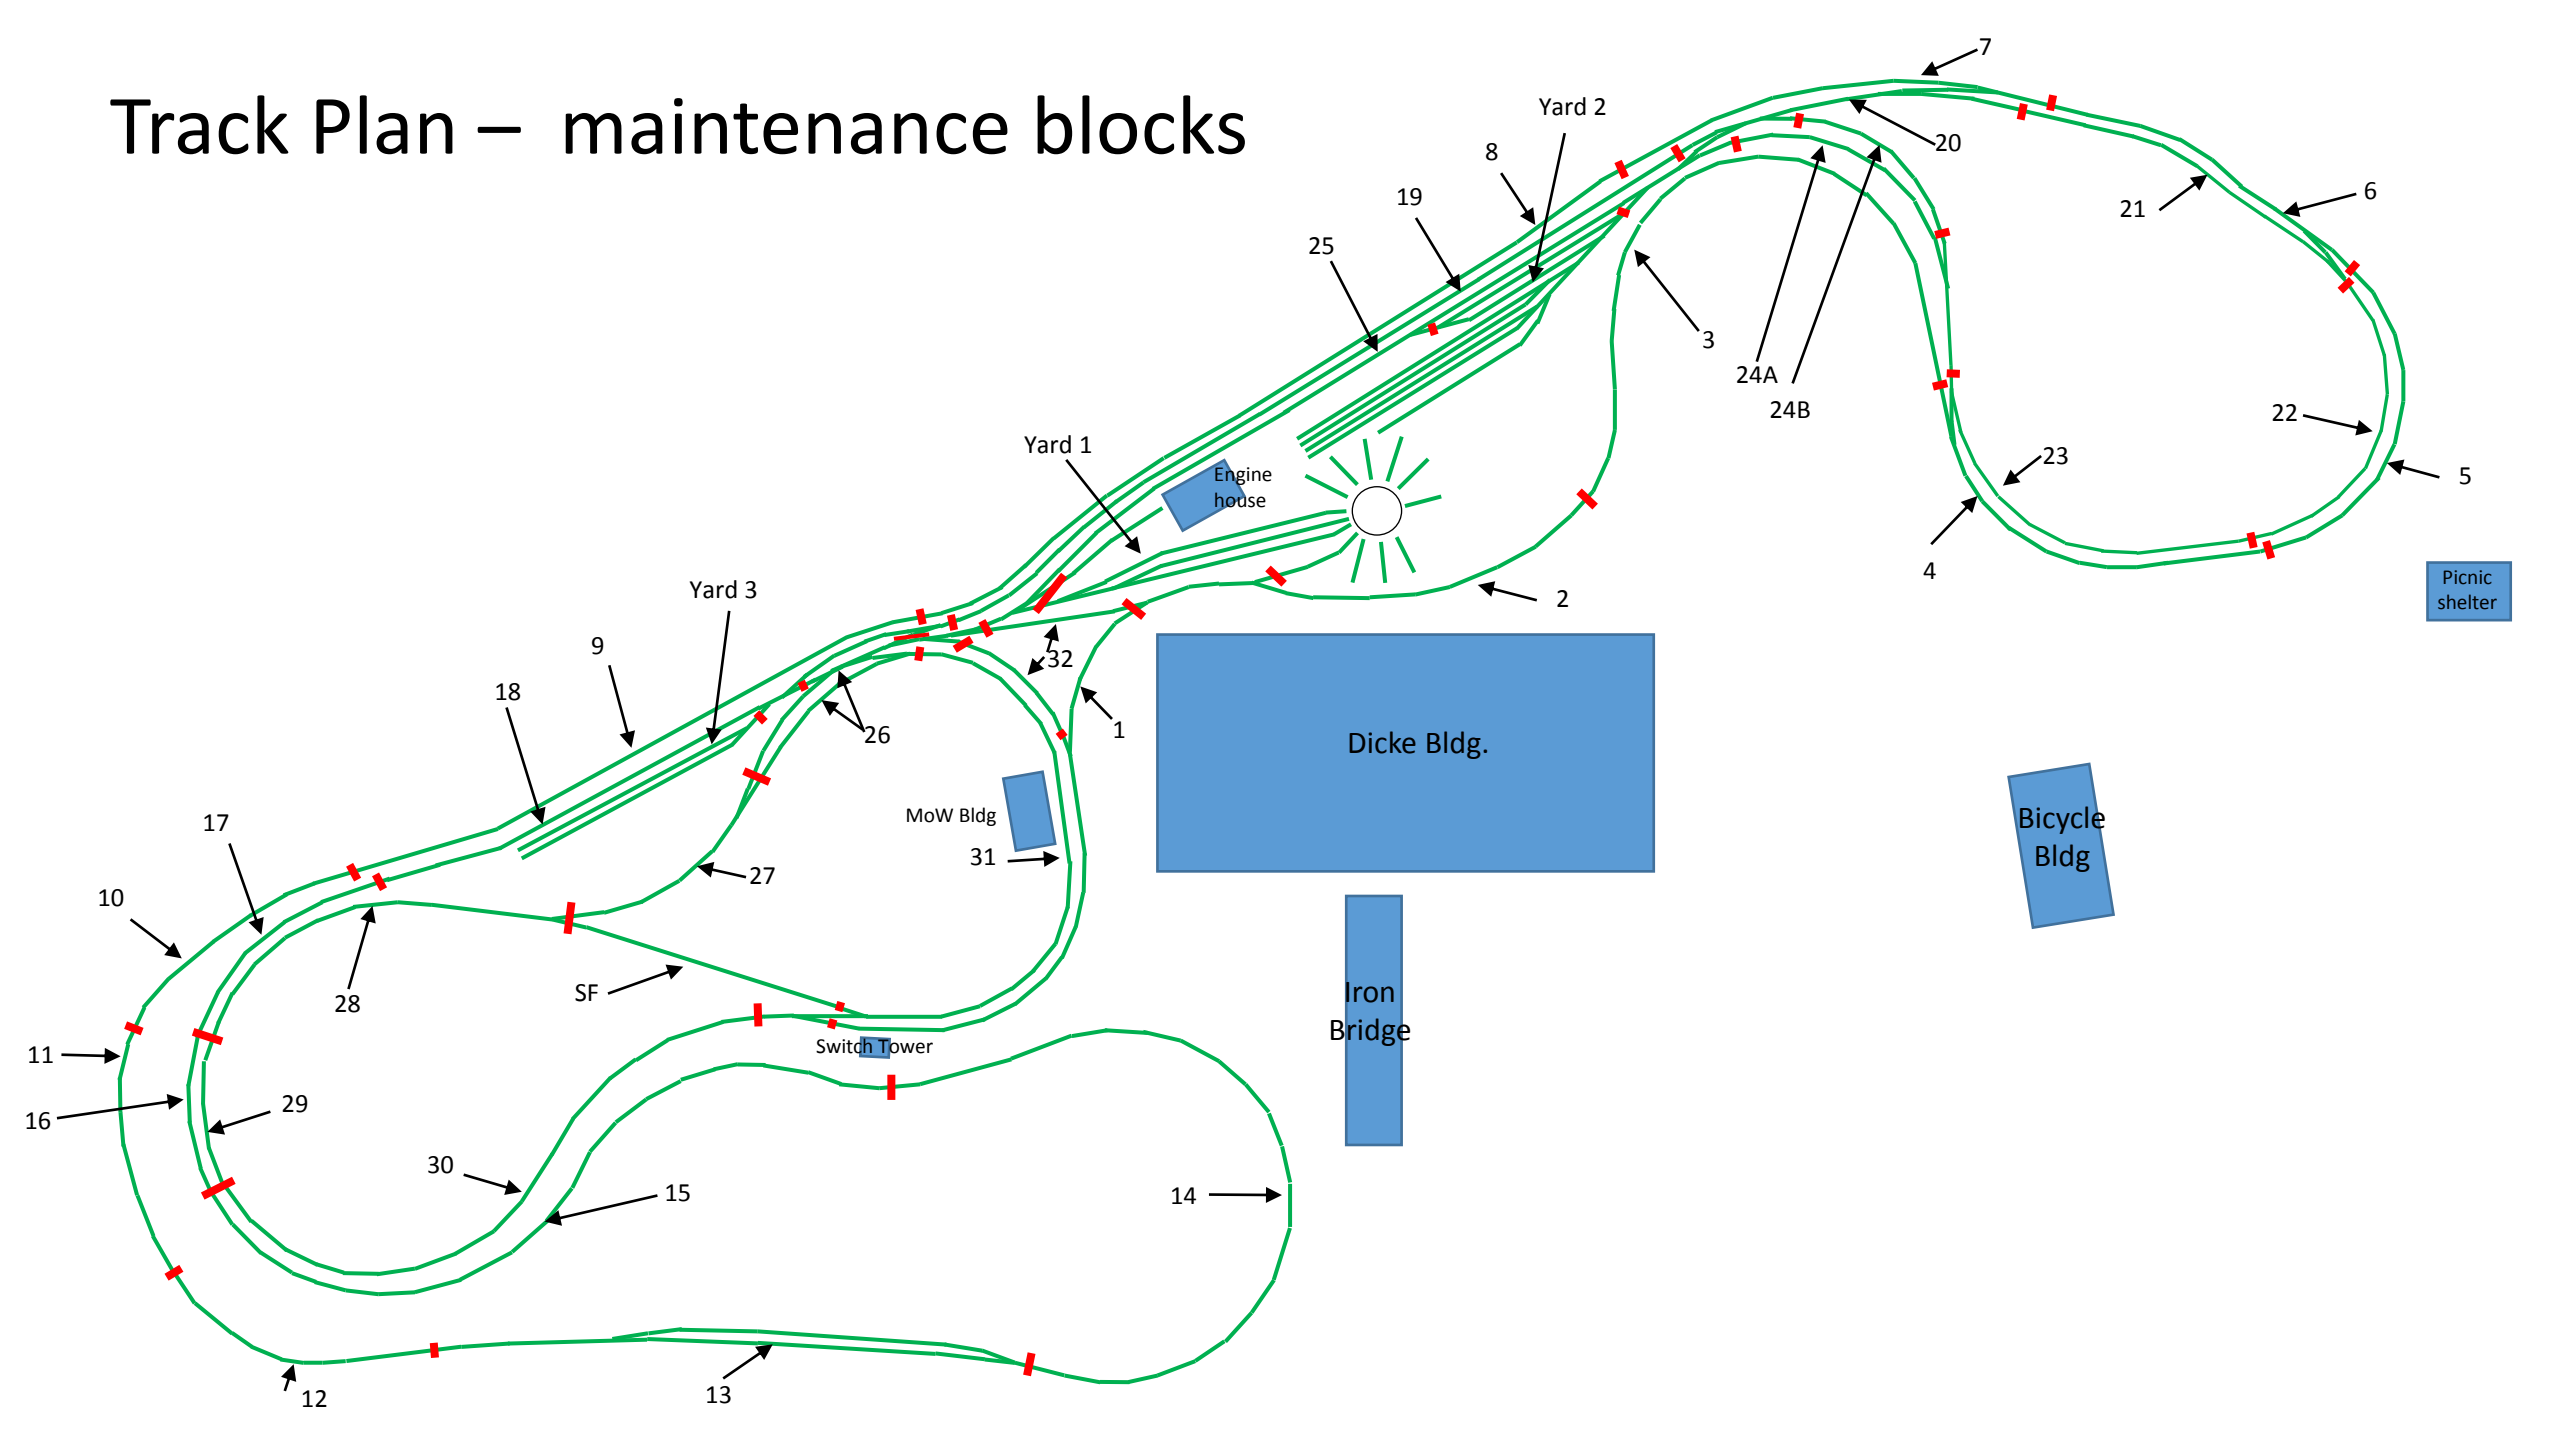 Track Plan – maintenance blocks
7
Yard 2
20
8
19
6
21
25
3
24A
24B
22
23
5
Yard 1
Engine
house
4
Picnic
shelter
2
Yard 3
9
32
18
26
1
Dicke Bldg.
MoW Bldg
17
31
27
Bicycle
Bldg
10
SF
28
Iron
Bridge
Switch Tower
11
16
29
30
15
14
12
13